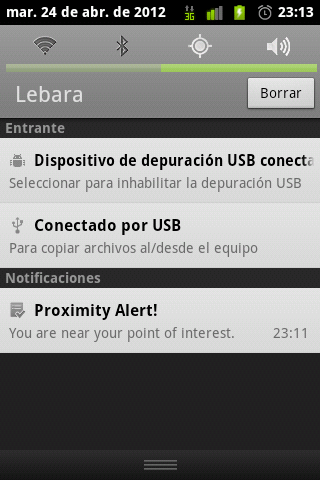 mar. 24 de abr. de 2012 3G 23:13
Lebara Borrar
Entrante
Dispositivo de depuración USB conecta
Seleccionar para inhabilitar la depuración USB
Conectado por USB
Para copiar archivos al/desde el equipo
Notificaciones
Proximity Alert!
You are near your point of interest. 23:11